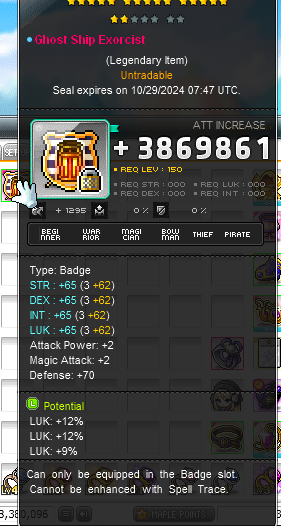 Ghost Ship Exorcist
(Legendary Item)
Untradable
Seal expires on 10/29/2024 07:47 UTC.
ATT INCREASE
+ 3869861
REQ LEV : 150
REQ STR : 000 REQ LUK : 000
REQ DEX : 000 REQ INT : 000
+ 1295 0 % 0 %
BEGINNER WARRIOR MAGICIAN BOWMAN THIEF PIRATE
Type: Badge
STR : +65 (3 +62)
DEX : +65 (3 +62)
INT : +65 (3 +62)
LUK : +65 (3 +62)
Attack Power: +2
Magic Attack: +2
Defense: +70
L Potential
LUK: +12%
LUK: +12%
LUK: +9%
Can only be equipped in the Badge slot.
Cannot be enhanced with Spell Trace.
MAPLE POINTS